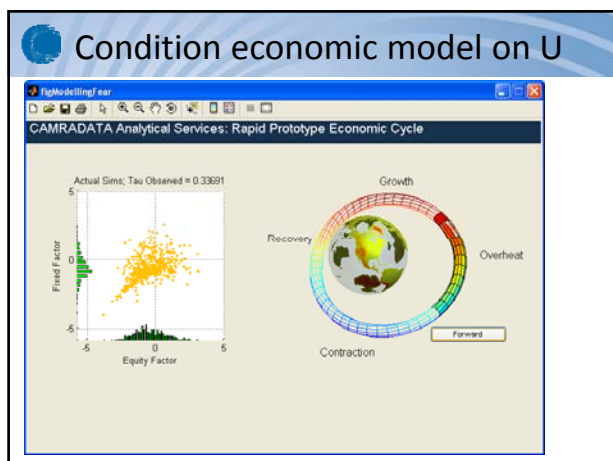 Condition economic model on U
figModellingFear
CAMRADATA Analytical Services: Rapid Prototype Economic Cycle
Actual Sims; Tau Observed = 0.33691
5
0
-5
Fixed Factor
-5
0
5
Equity Factor
Growth
Recovery
Overheat
Contraction
Forward